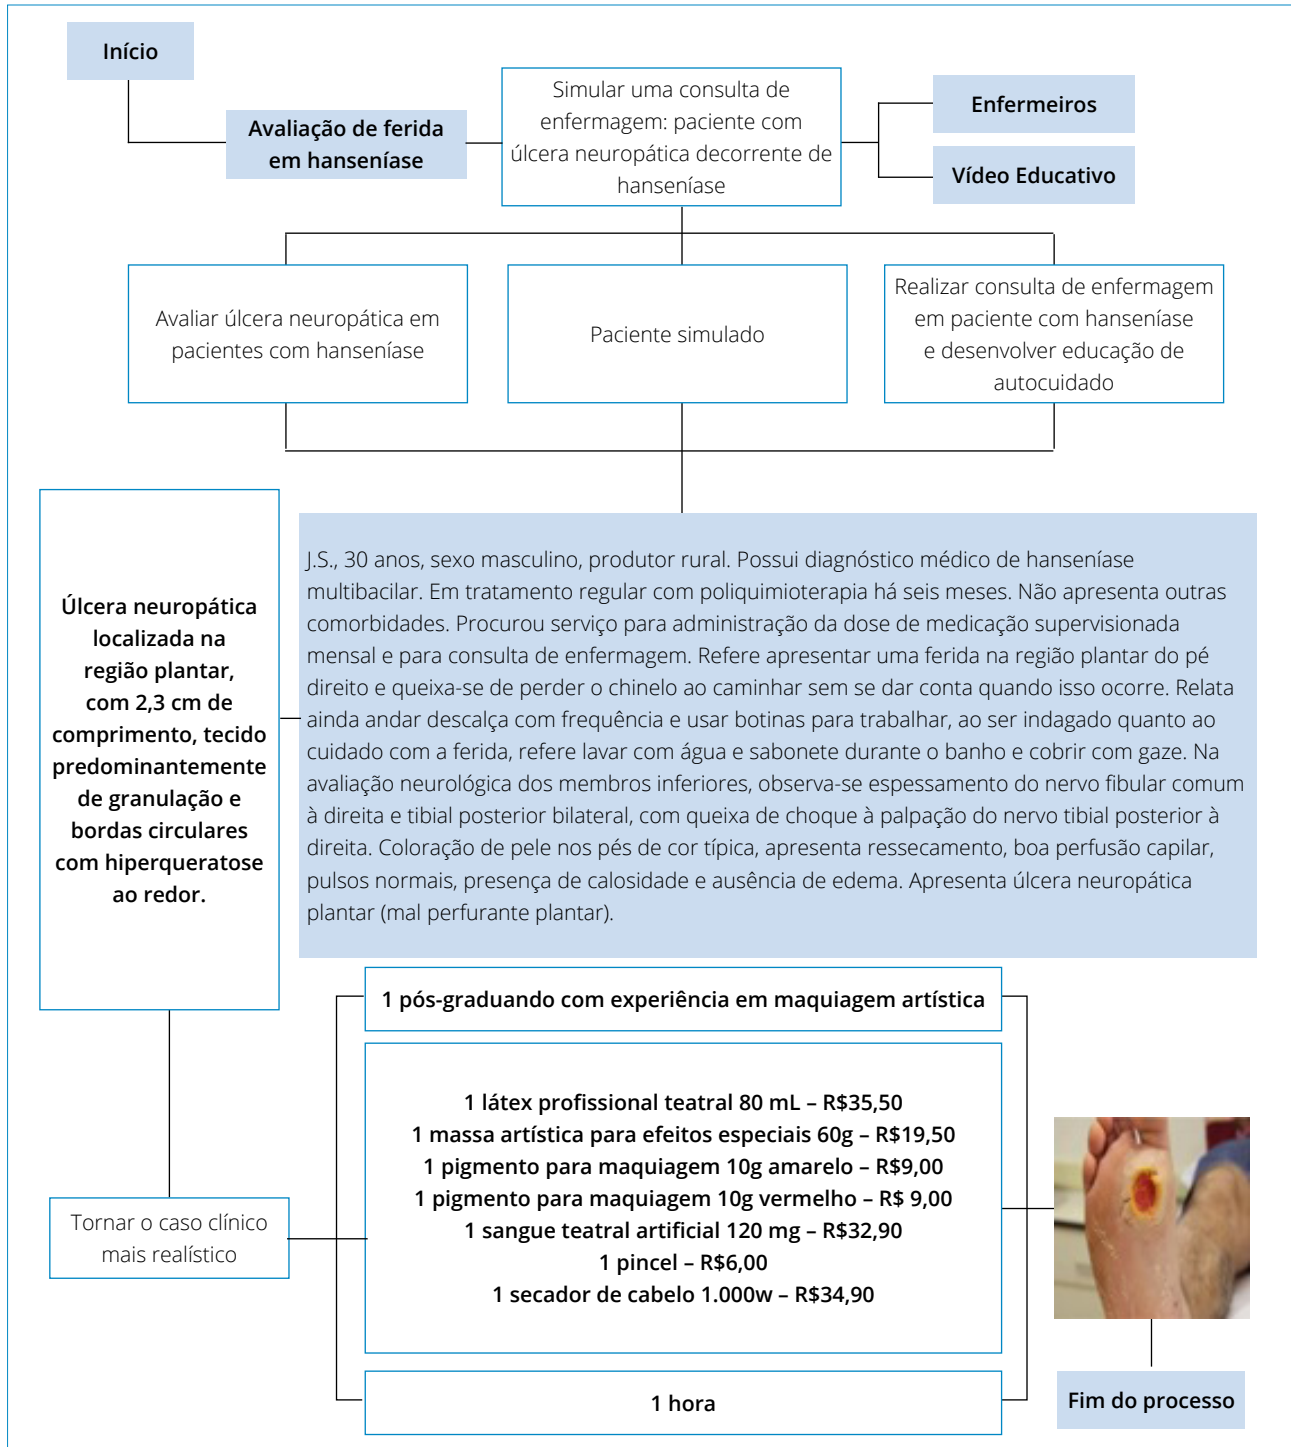 Início
Avaliação de ferida
em hanseníase
Simular uma consulta de
enfermagem: paciente com
úlcera neuropática decorrente de
hanseníase
Enfermeiros
Vídeo Educativo
Avaliar úlcera neuropática em
pacientes com hanseníase
Paciente simulado
Realizar consulta de enfermagem
em paciente com hanseníase
e desenvolver educação de
autocuidado
Úlcera neuropática
localizada na
região plantar,
com 2,3 cm de
comprimento, tecido
predominantemente
de granulação e
bordas circulares
com hiperqueratose
ao redor.
J.S., 30 anos, sexo masculino, produtor rural. Possui diagnóstico médico de hanseníase
multibacilar. Em tratamento regular com poliquimioterapia há seis meses. Não apresenta outras
comorbidades. Procurou serviço para administração da dose de medicação supervisionada
mensal e para consulta de enfermagem. Refere apresentar uma ferida na região plantar do pé
direito e queixa-se de perder o chinelo ao caminhar sem se dar conta quando isso ocorre. Relata
ainda andar descalça com frequência e usar botinas para trabalhar, ao ser indagado quanto ao
cuidado com a ferida, refere lavar com água e sabonete durante o banho e cobrir com gaze. Na
avaliação neurológica dos membros inferiores, observa-se espessamento do nervo fibular comum
à direita e tibial posterior bilateral, com queixa de choque à palpação do nervo tibial posterior à
direita. Coloração de pele nos pés de cor típica, apresenta ressecamento, boa perfusão capilar,
pulsos normais, presença de calosidade e ausência de edema. Apresenta úlcera neuropática
plantar (mal perfurante plantar).
Tornar o caso clínico
mais realístico
1 pós-graduando com experiência em maquiagem artística
1 látex profissional teatral 80 mL – R$35,50
1 massa artística para efeitos especiais 60g – R$19,50
1 pigmento para maquiagem 10g amarelo – R$9,00
1 pigmento para maquiagem 10g vermelho – R$ 9,00
1 sangue teatral artificial 120 mg – R$32,90
1 pincel – R$6,00
1 secador de cabelo 1.000w – R$34,90
1 hora
Fim do processo